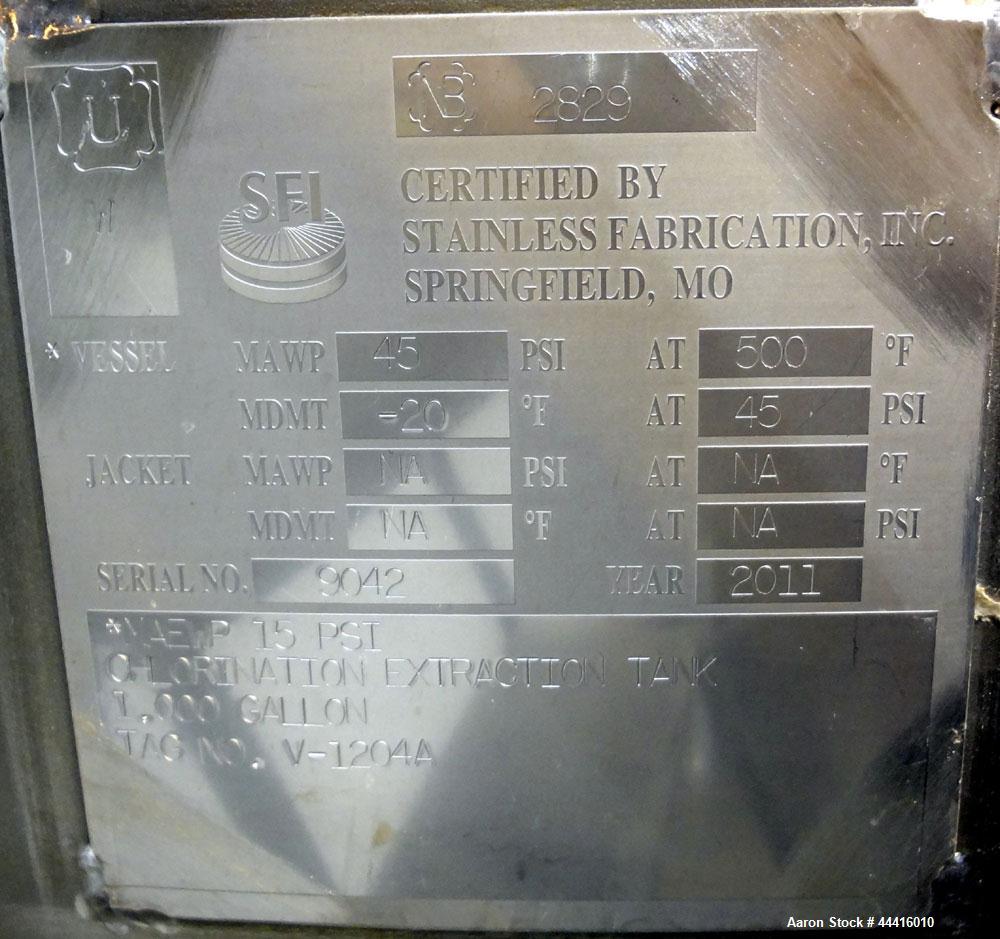 U
W
NB 2829
SFI
CERTIFIED BY
STAINLESS FABRICATION, INC.
SPRINGFIELD, MO
* VESSEL MAWP 45 PSI AT 500 °F
MDMT -20 °F AT 45 PSI
JACKET MAWP NA PSI AT NA °F
MDMT NA °F AT NA PSI
SERIAL NO. 9042 YEAR 2011
*MAEWP 15 PSI
CHLORINATION EXTRACTION TANK
1,000 GALLON
TAG NO. V-1204A
Aaron Stock # 44416010